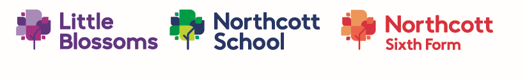 Little
Blossoms
Northcott
School
Northcott
Sixth Form